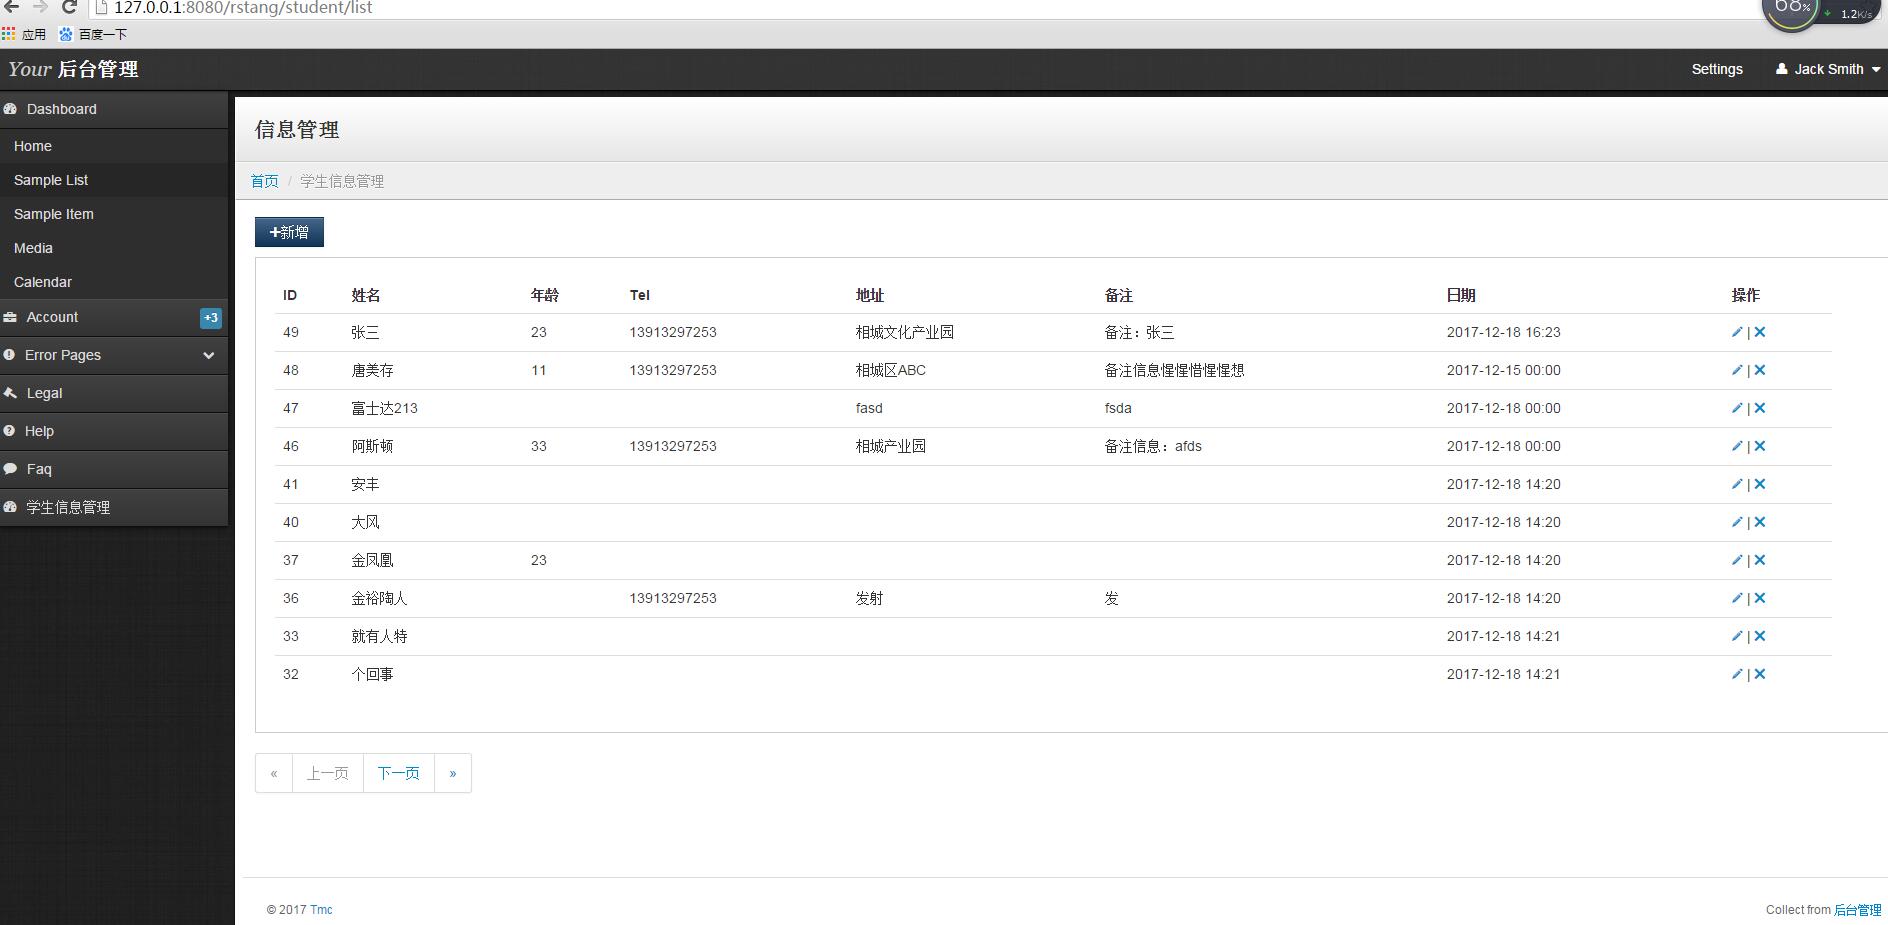 127.0.0.1:8080/rstang/student/list
68% 1.2K/s
应用 百度一下
Your 后台管理 Settings Jack Smith
Dashboard
Home
Sample List
Sample Item
Media
Calendar
Account +3
Error Pages
Legal
Help
Faq
学生信息管理
信息管理
首页 / 学生信息管理
+新增
ID 姓名 年龄 Tel 地址 备注 日期 操作
49 张三 23 13913297253 相城文化产业园 备注：张三 2017-12-18 16:23 |
48 唐美存 11 13913297253 相城区ABC 备注信息惺惺惜惺惺想 2017-12-15 00:00 |
47 富士达213 fasd fsda 2017-12-18 00:00 |
46 阿斯顿 33 13913297253 相城产业园 备注信息：afds 2017-12-18 00:00 |
41 安丰 2017-12-18 14:20 |
40 大风 2017-12-18 14:20 |
37 金凤凰 23 2017-12-18 14:20 |
36 金裕陶人 13913297253 发射 发 2017-12-18 14:20 |
33 就有人特 2017-12-18 14:21 |
32 个回事 2017-12-18 14:21 |
« 上一页 下一页 »
© 2017 Tmc Collect from 后台管理